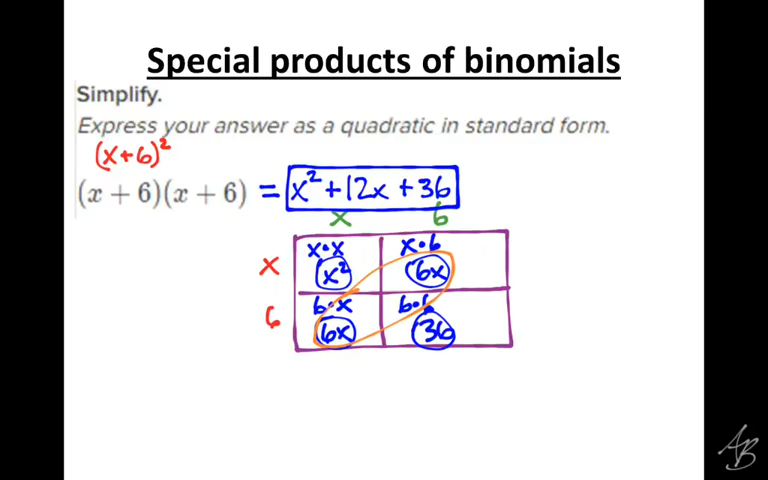 Special products of binomials
Simplify.
Express your answer as a quadratic in standard form.
(x+6)²
(x + 6)(x + 6) = x² + 12x + 36
x 6
x x•x x•6
x² 6x
6 6•x 6•6
6x 36
AB